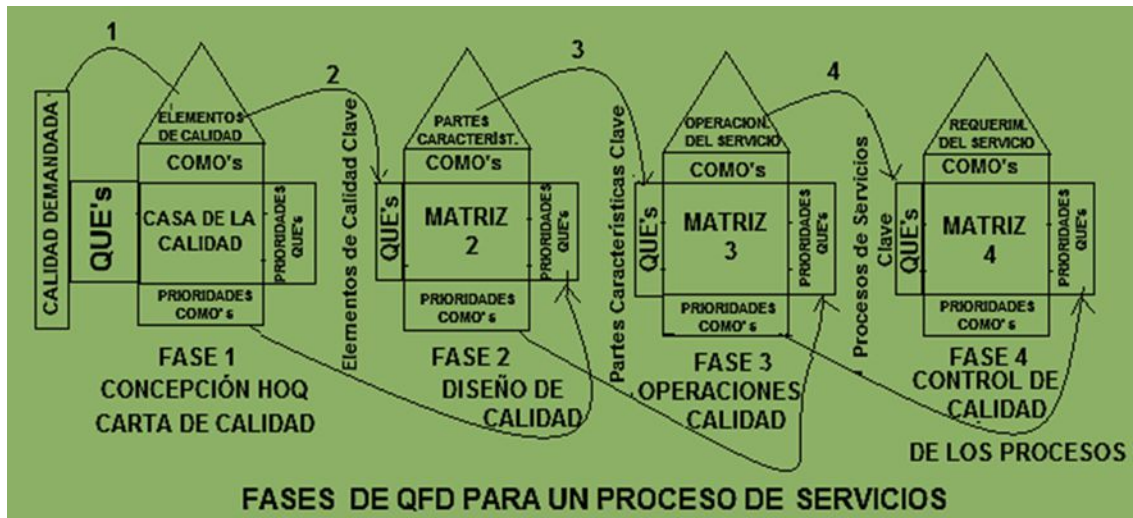 1
CALIDAD DEMANDADA
ELEMENTOS
DE CALIDAD
COMO's
QUE's
CASA DE LA
CALIDAD
PRIORIDADES
QUE's
PRIORIDADES
COMO's
FASE 1
CONCEPCIÓN HOQ
CARTA DE CALIDAD
2
Elementos de Calidad Clave
PARTES
CARACTERÍST.
COMO's
QUE's
MATRIZ
2
PRIORIDADES
QUE's
PRIORIDADES
COMO's
FASE 2
DISEÑO DE
CALIDAD
3
Partes Características Clave
OPERACION.
DEL SERVICIO
COMO's
QUE's
MATRIZ
3
PRIORIDADES
QUE's
PRIORIDADES
COMO's
FASE 3
OPERACIONES
CALIDAD
4
Procesos de Servicios
Clave
REQUERIM.
DEL SERVICIO
COMO's
QUE's
MATRIZ
4
PRIORIDADES
QUE's
PRIORIDADES
COMO's
FASE 4
CONTROL DE
CALIDAD
DE LOS PROCESOS
FASES DE QFD PARA UN PROCESO DE SERVICIOS